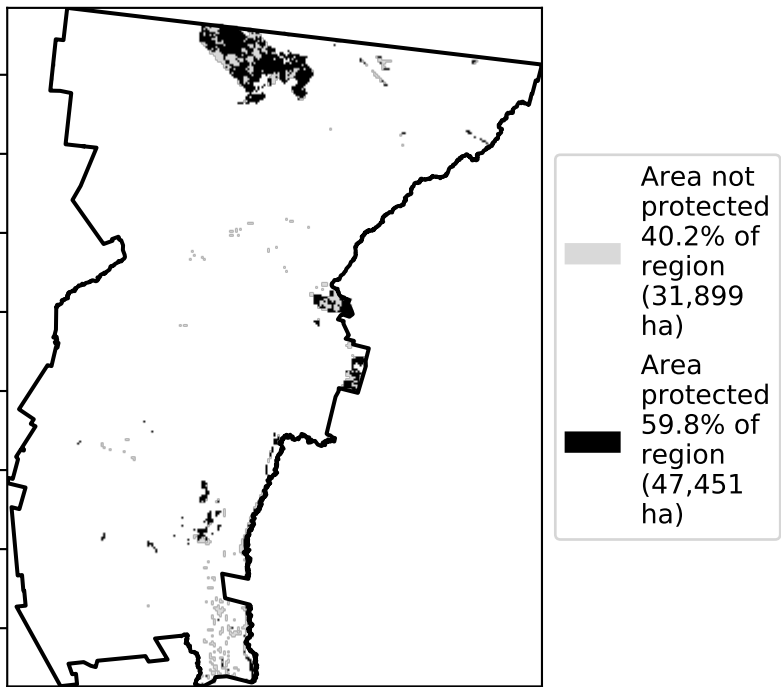 Area not
protected
40.2% of
region
(31,899
ha)
Area
protected
59.8% of
region
(47,451
ha)